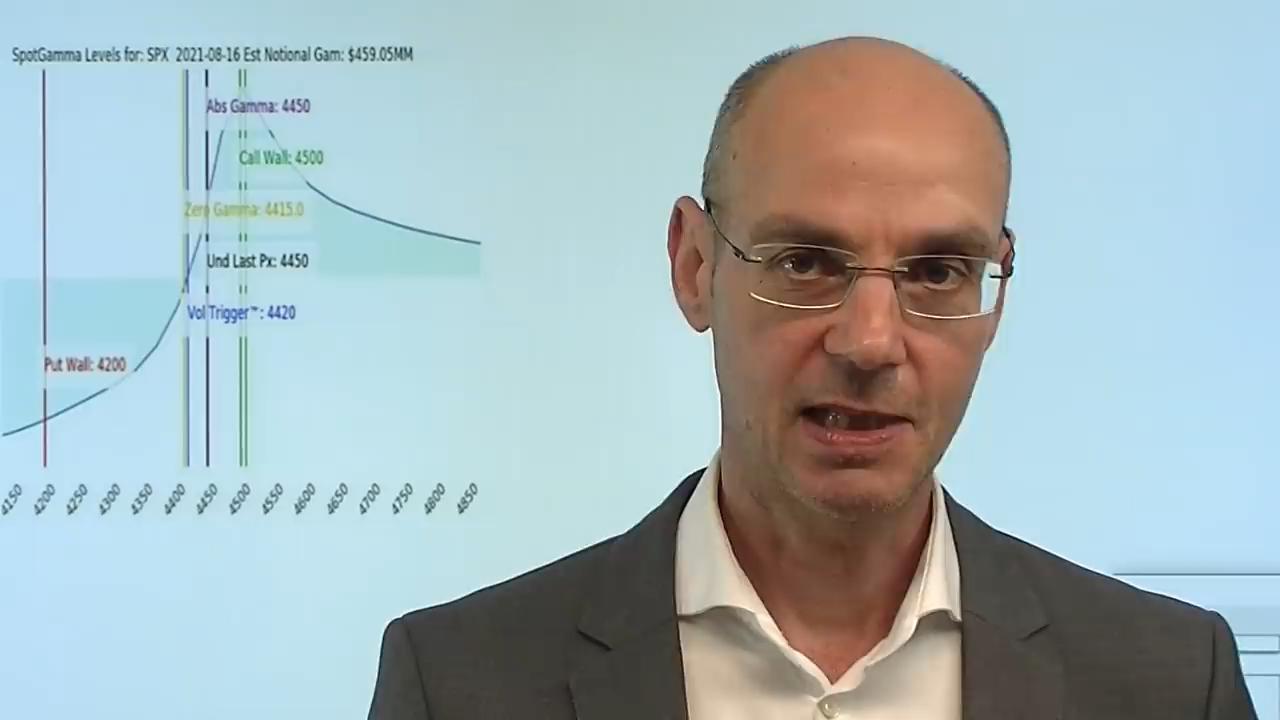 SpotGamma Levels for: SPX 2021-08-16 Est Notional Gam: $459.05MM
Abs Gamma: 4450
Call Wall: 4500
Zero Gamma: 4415.0
Und Last Px: 4450
Vol Trigger™: 4420
Put Wall: 4200
4150 4200 4250 4300 4350 4400 4450 4500 4550 4600 4650 4700 4750 4800 4850